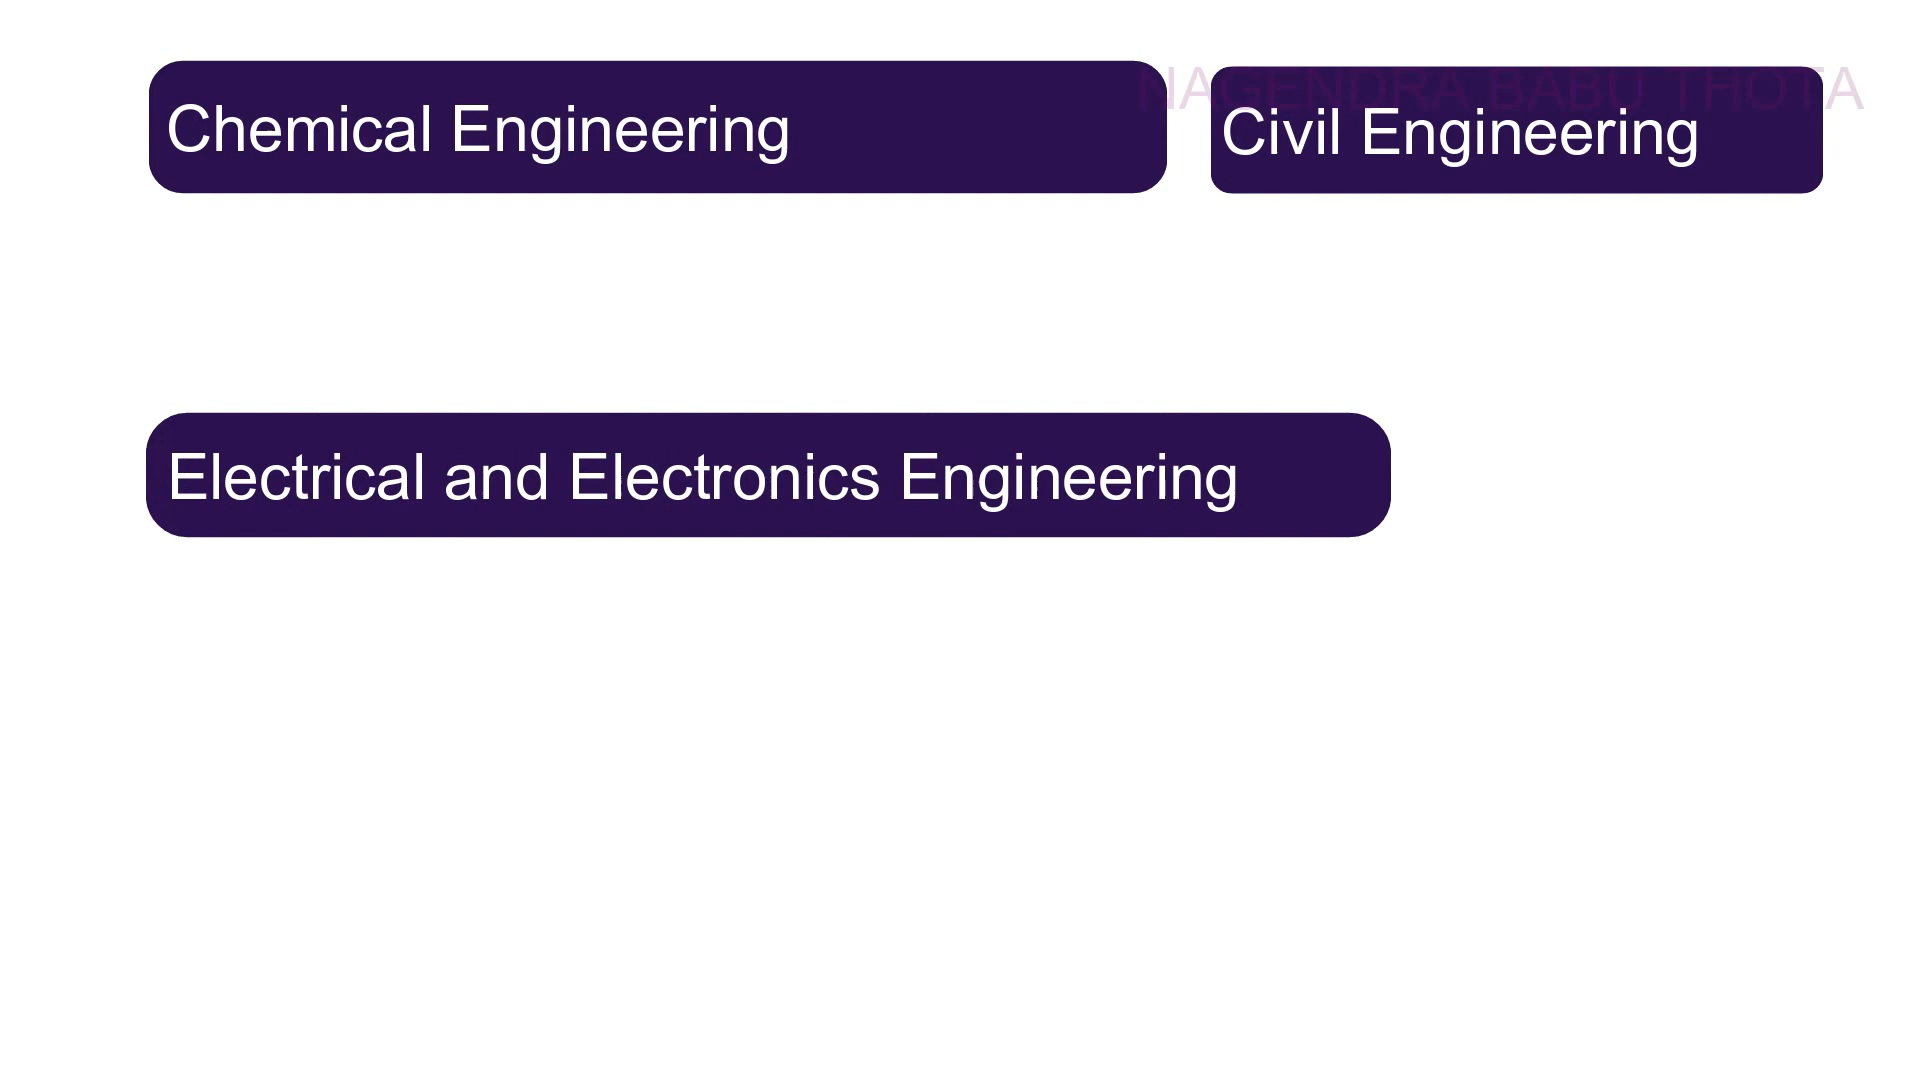 NAGENDRA BABU THOTA
Chemical Engineering
Civil Engineering
Electrical and Electronics Engineering